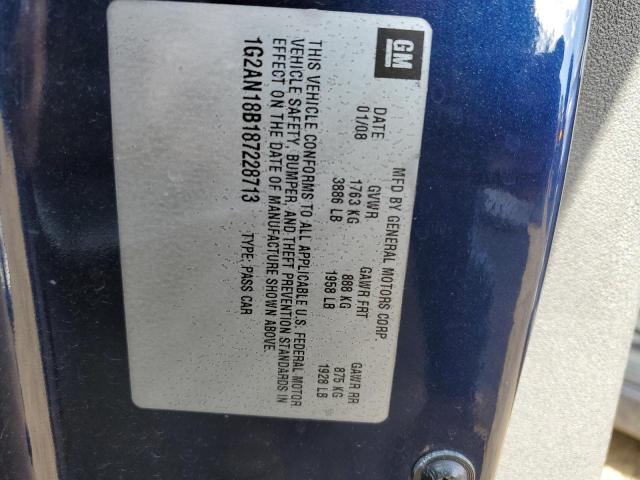 GM
MFD BY GENERAL MOTORS CORP.
DATE GVWR GAWR FRT GAWR RR
01/08 1763 KG 888 KG 875 KG
3886 LB 1958 LB 1928 LB
THIS VEHICLE CONFORMS TO ALL APPLICABLE U.S. FEDERAL MOTOR
VEHICLE SAFETY, BUMPER, AND THEFT PREVENTION STANDARDS IN
EFFECT ON THE DATE OF MANUFACTURE SHOWN ABOVE.
1G2AN18B187228713 TYPE: PASS CAR